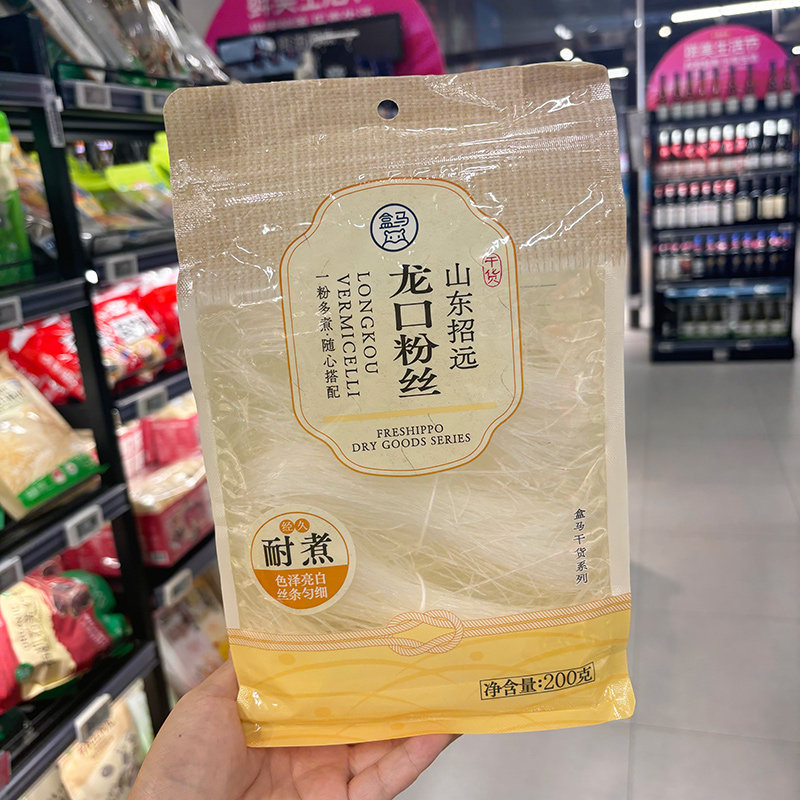 盒马
干货
山东招远
龙口粉丝
LONGKOU
VERMICELLI
一粉多煮·随心搭配
FRESHIPPO
DRY GOODS SERIES
经久
耐煮
色泽亮白
丝条匀细
盒马干货系列
净含量:200克